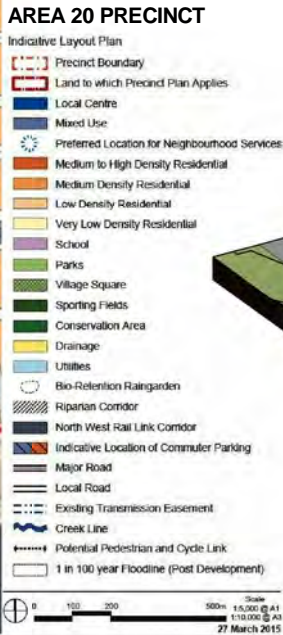 AREA 20 PRECINCT
Indicative Layout Plan
Precinct Boundary
Land to which Precinct Plan Applies
Local Centre
Mixed Use
Preferred Location for Neighbourhood Services
Medium to High Density Residential
Medium Density Residential
Low Density Residential
Very Low Density Residential
School
Parks
Village Square
Sporting Fields
Conservation Area
Drainage
Utilities
Bio-Retention Raingarden
Riparian Corridor
North West Rail Link Corridor
Indicative Location of Commuter Parking
Major Road
Local Road
Existing Transmission Easement
Creek Line
Potential Pedestrian and Cycle Link
1 in 100 year Floodline (Post Development)
Scale
0 100 200 500m 1:5,000 @ A1
1:10,000 @ A3
27 March 2015